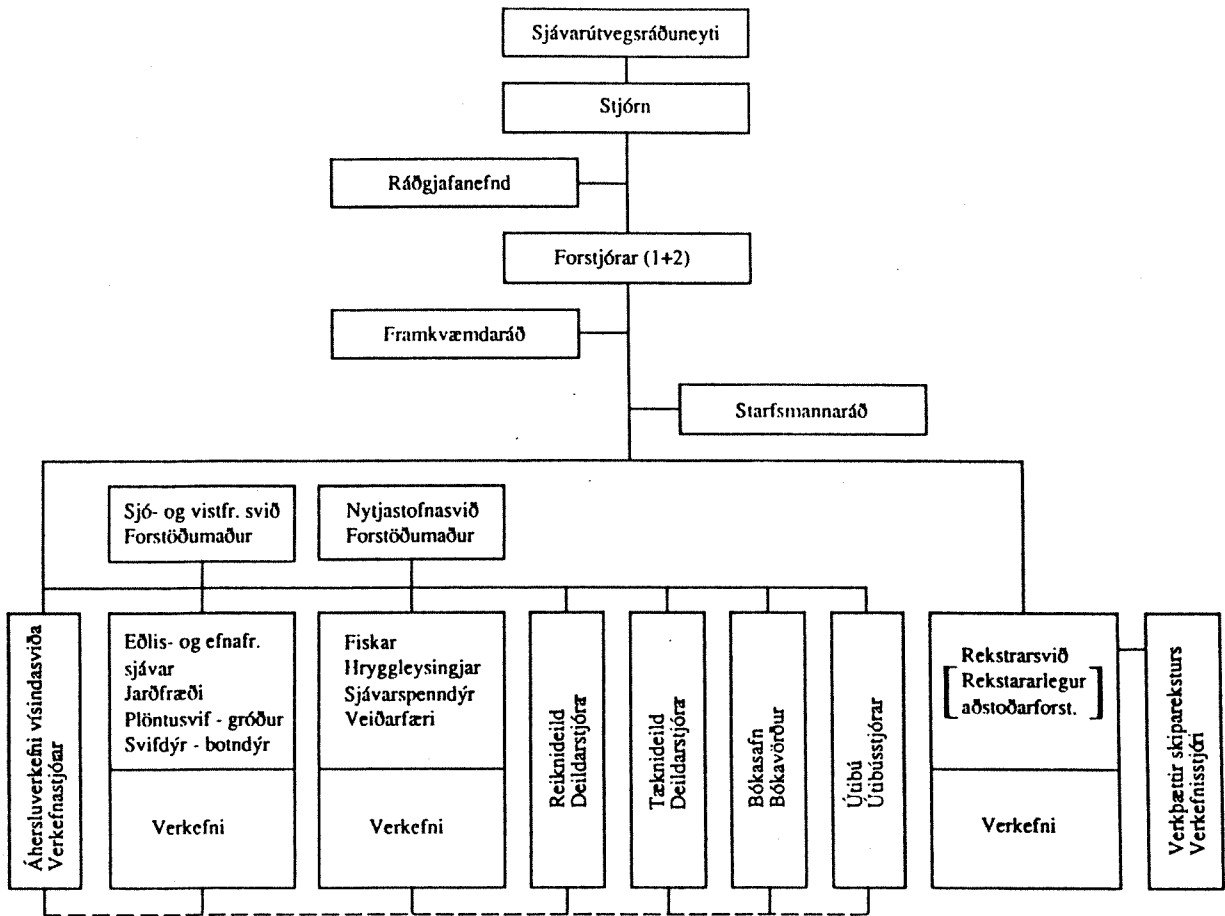 Sjávarútvegsráðuneyti
Stjórn
Ráðgjafanefnd
Forstjórar (1+2)
Framkvæmdaráð
Starfsmannaráð
Sjó- og vistfr. svið
Forstöðumaður
Nytjastofnasvið
Forstöðumaður
Áhersluverkefni vísindasviða
Verkefnastjórar
Eðlis- og efnafr.
sjávar
Jarðfræði
Plöntusvif - gróður
Svifdýr - botndýr
Verkefni
Fiskar
Hryggleysingjar
Sjávarspenndýr
Veiðarfæri
Verkefni
Reiknideild
Deildarstjórar
Tæknideild
Deildarstjórar
Bókasafn
Bókavörður
Útibú
Útibússtjórar
Rekstrarsvið
[Rekstararlegur
aðstoðarforst.]
Verkefni
Verkþættir skipareksturs
Verkefnisstjóri